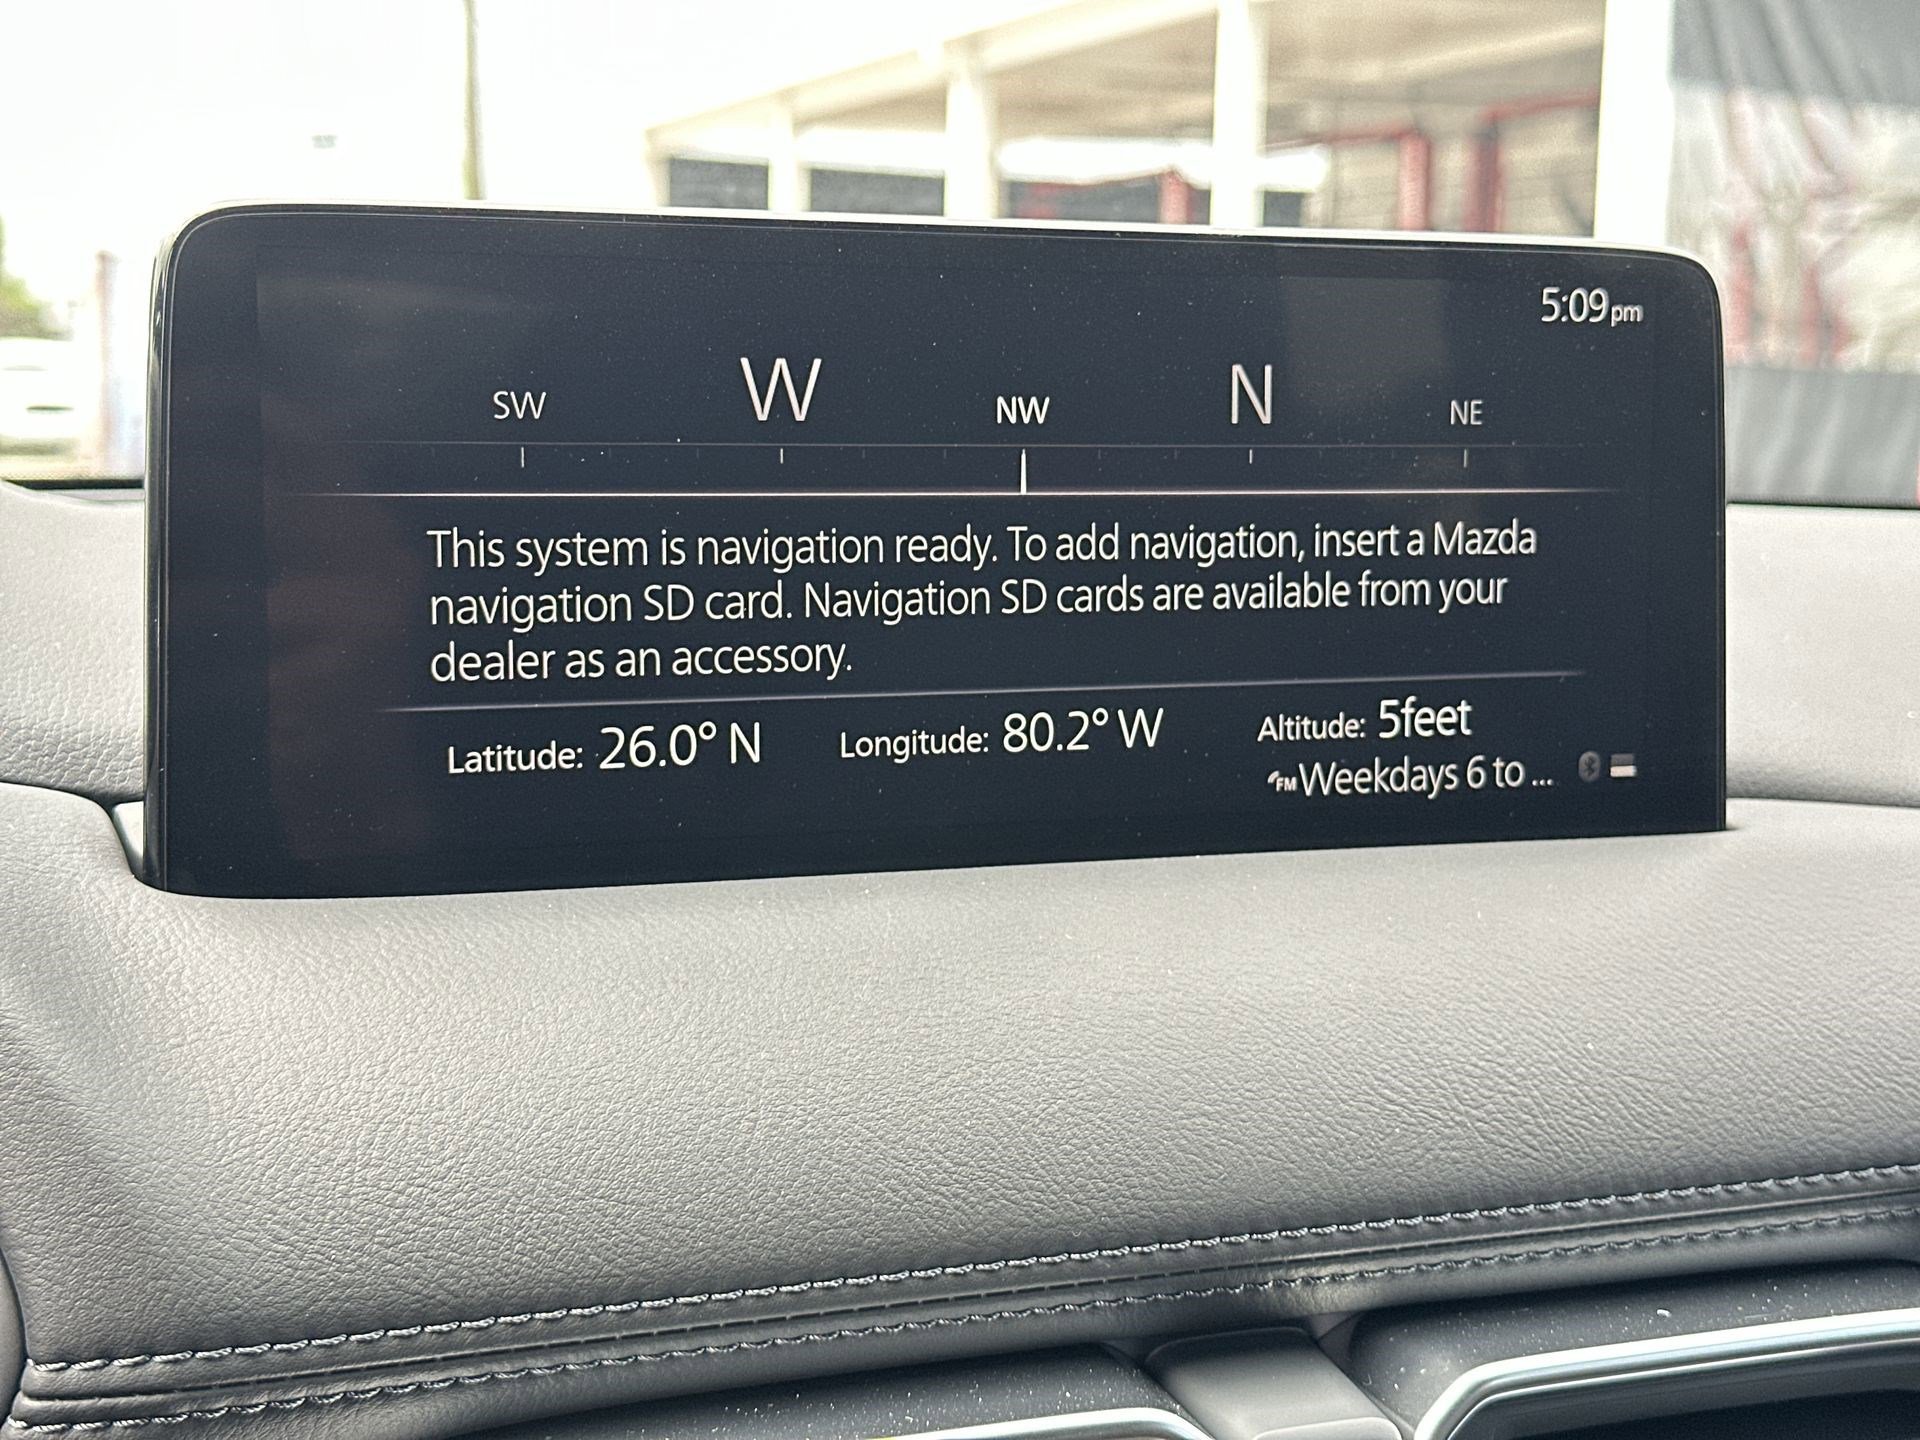 5:09pm
SW W NW N NE
This system is navigation ready. To add navigation, insert a Mazda
navigation SD card. Navigation SD cards are available from your
dealer as an accessory.
Latitude: 26.0° N Longitude: 80.2° W Altitude: 5feet
FM Weekdays 6 to ...